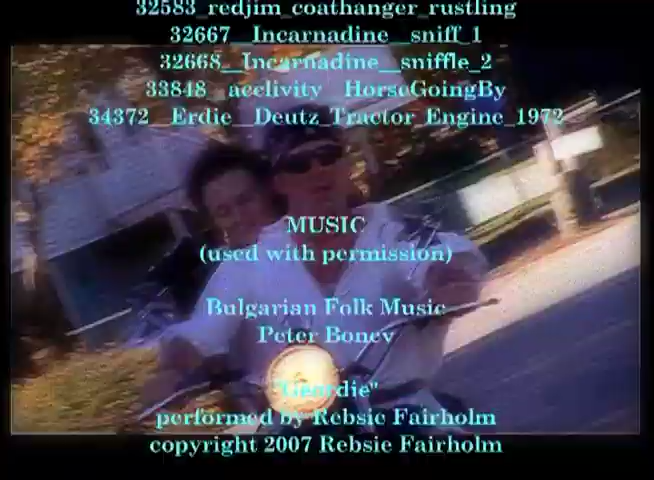 32583_redjim_coathanger_rustling
32667__Incarnadine__sniff_1
32668__Incarnadine__sniffle_2
33848__acclivity__HorseGoingBy
34372__Erdie__Deutz_Tractor_Engine_1972
MUSIC
(used with permission)
Bulgarian Folk Music
Peter Bonev
"Geordie"
performed by Rebsie Fairholm
copyright 2007 Rebsie Fairholm